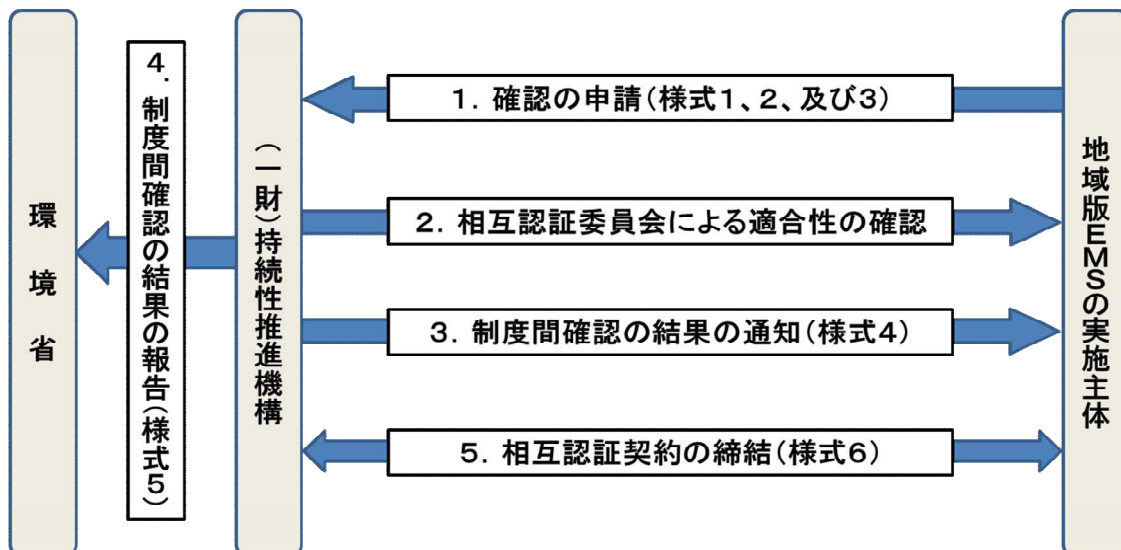 環境省
4. 制度間確認の結果の報告(様式5)
(一財)持続性推進機構
1. 確認の申請(様式1、2、及び3)
2. 相互認証委員会による適合性の確認
3. 制度間確認の結果の通知(様式4)
5. 相互認証契約の締結(様式6)
地域版EMSの実施主体